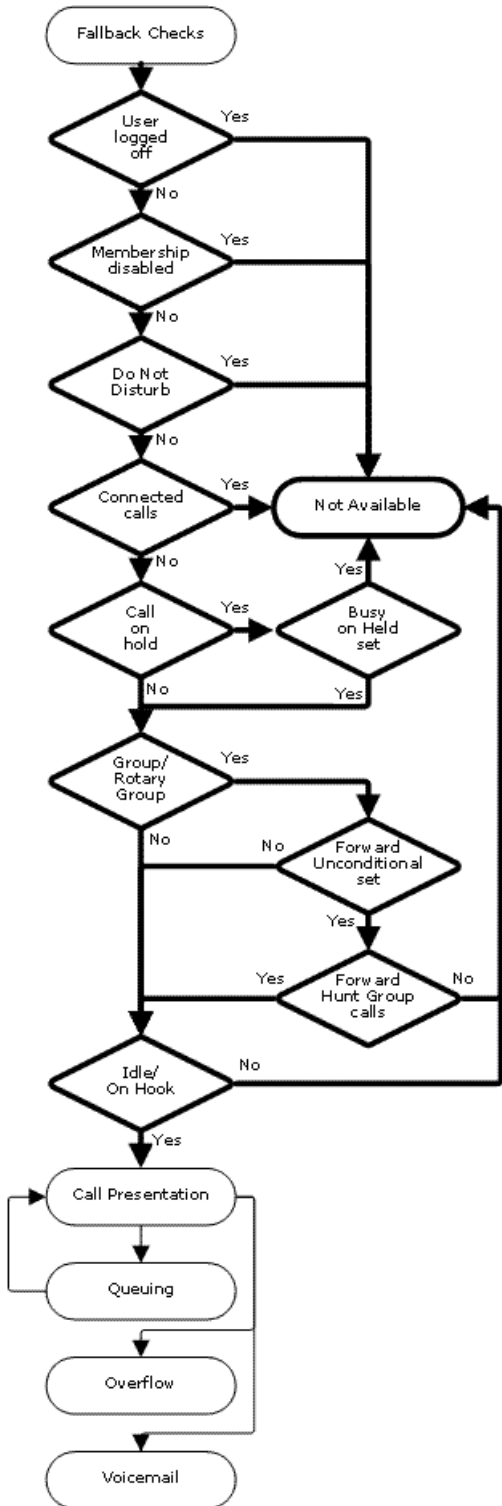 Fallback Checks
User
logged
off
Yes
No
Membership
disabled
Yes
No
Do Not
Disturb
Yes
No
Connected
calls
Yes
Not Available
No
Call
on
hold
Yes
Busy
on Held
set
Yes
No
Yes
Group/
Rotary
Group
Yes
No
No
Forward
Unconditional
set
Yes
Yes
Forward
Hunt Group
calls
No
Idle/
On Hook
No
Yes
Call Presentation
Queuing
Overflow
Voicemail